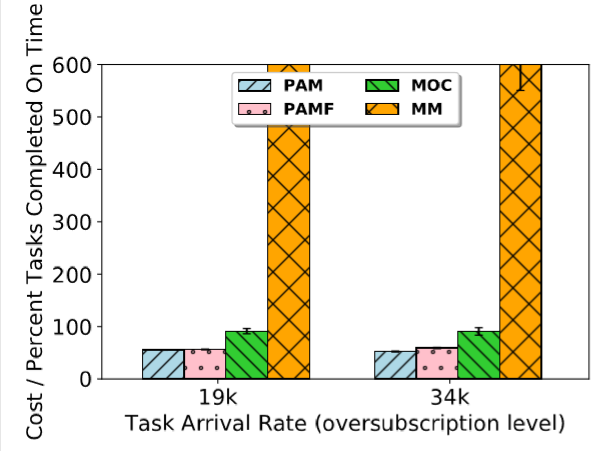 Cost / Percent Tasks Completed On Time
600
500
400
300
200
100
0
PAM
MOC
PAMF
MM
19k
34k
Task Arrival Rate (oversubscription level)